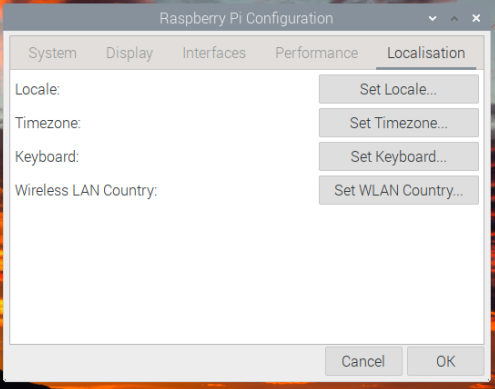 Raspberry Pi Configuration
System Display Interfaces Performance Localisation
Locale: Set Locale...
Timezone: Set Timezone...
Keyboard: Set Keyboard...
Wireless LAN Country: Set WLAN Country...
Cancel OK